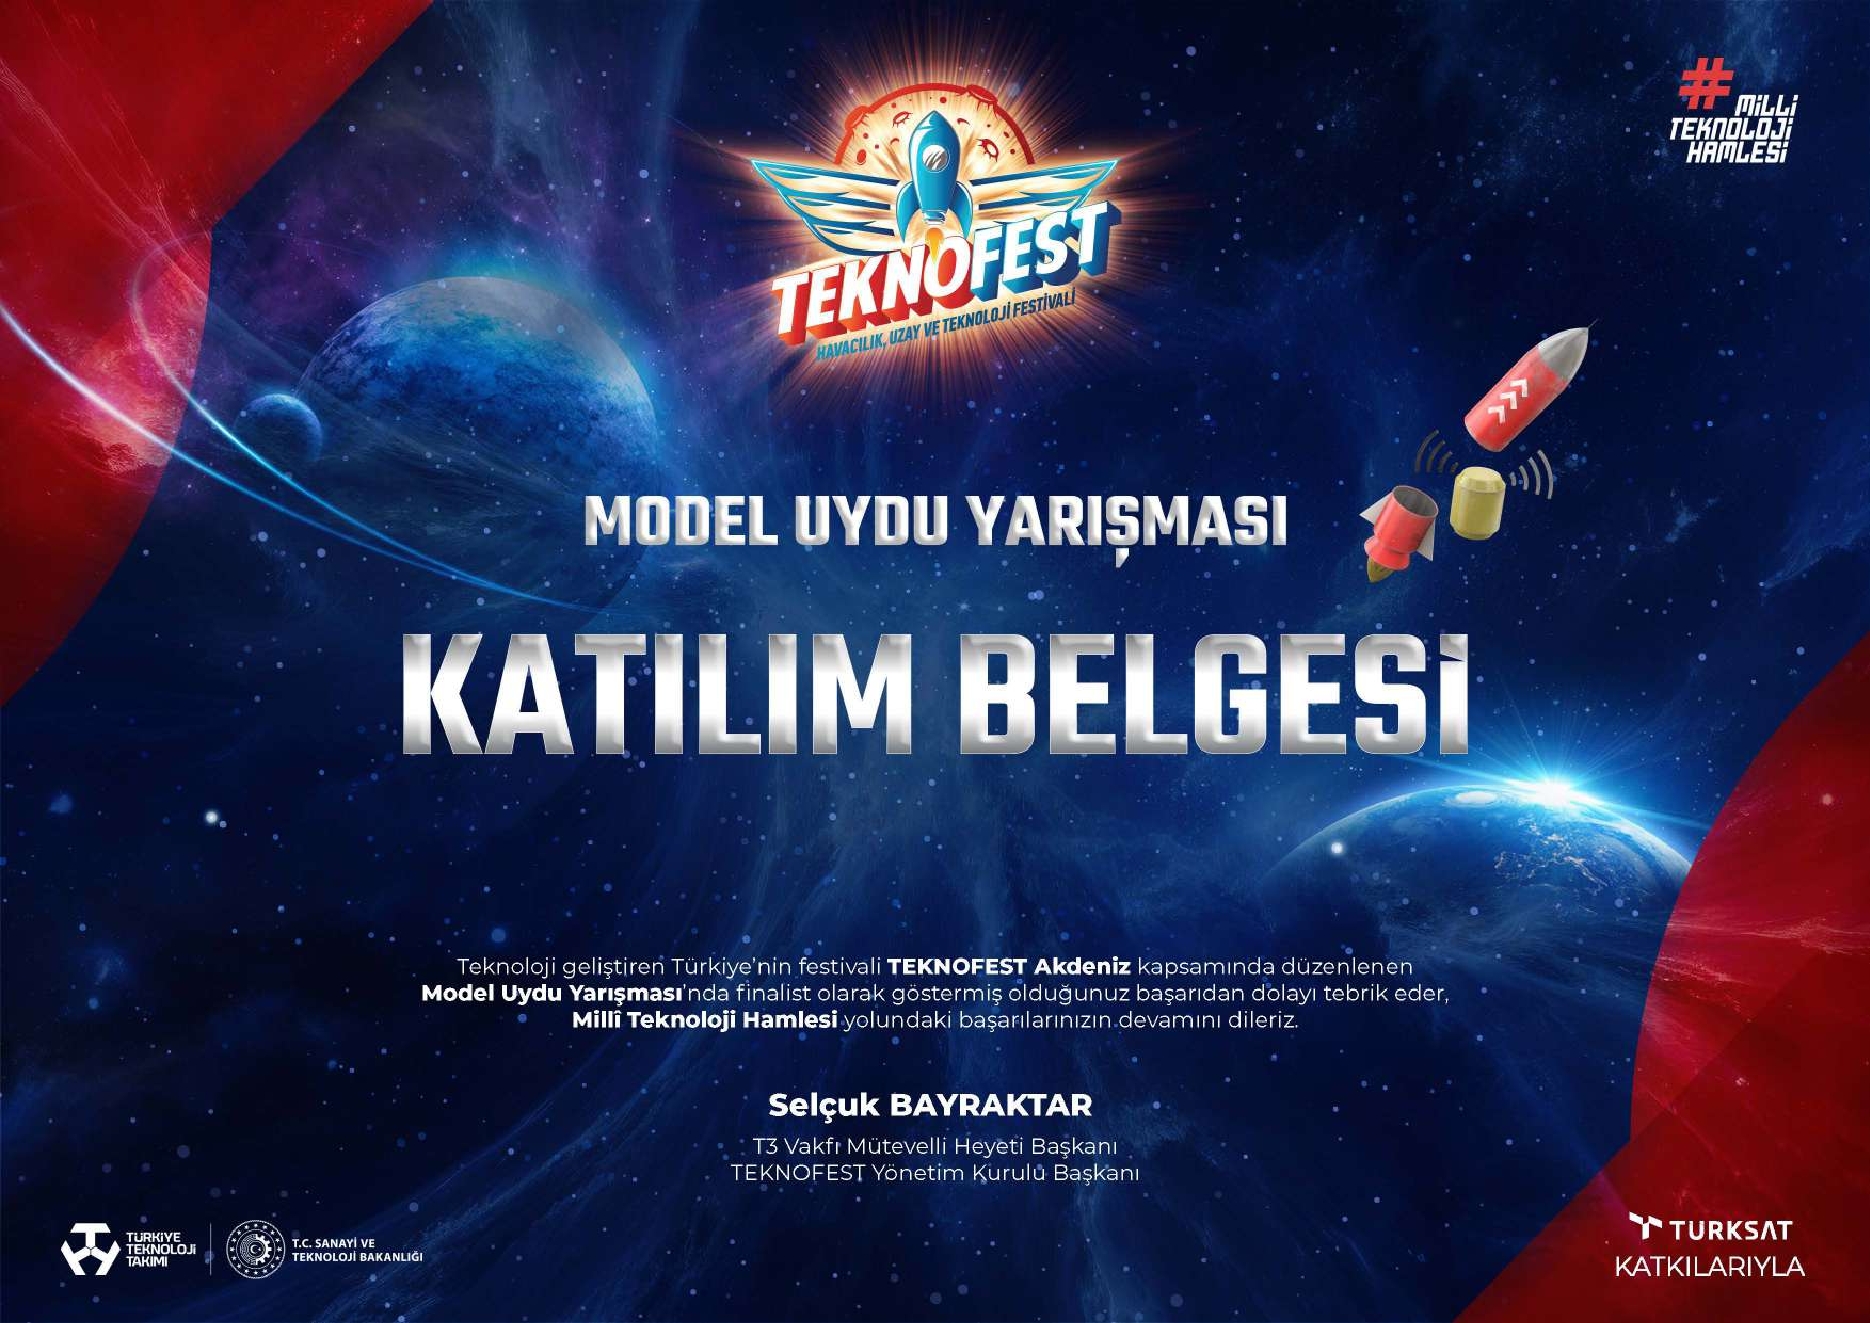 #
MİLLİ
TEKNOLOJİ
HAMLESİ
TEKNOFEST
HAVACILIK, UZAY VE TEKNOLOJİ FESTİVALİ
MODEL UYDU YARIŞMASI
KATILIM BELGESİ
Teknoloji geliştiren Türkiye'nin festivali TEKNOFEST Akdeniz kapsamında düzenlenen
Model Uydu Yarışması'nda finalist olarak göstermiş olduğunuz başarıdan dolayı tebrik eder,
Millî Teknoloji Hamlesi yolundaki başarılarınızın devamını dileriz.
Selçuk BAYRAKTAR
T3 Vakfı Mütevelli Heyeti Başkanı
TEKNOFEST Yönetim Kurulu Başkanı
TÜRKİYE
TEKNOLOJİ
TAKIMI
T.C. SANAYİ VE
TEKNOLOJİ BAKANLIĞI
TURKSAT
KATKILARIYLA